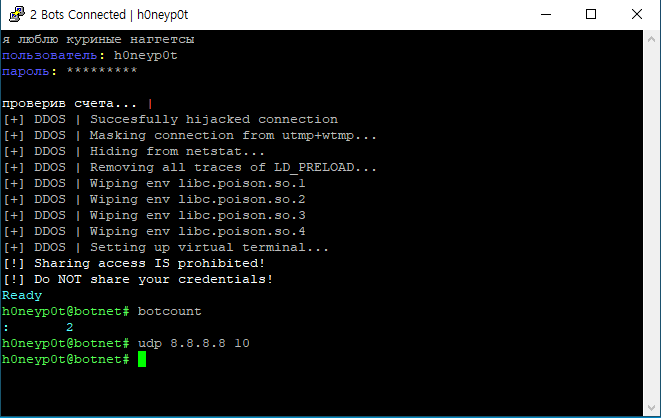 2 Bots Connected | h0neyp0t
я люблю куриные наггетсы
пользователь: h0neyp0t
пароль: *********
проверив счета... |
[+] DDOS | Succesfully hijacked connection
[+] DDOS | Masking connection from utmp+wtmp...
[+] DDOS | Hiding from netstat...
[+] DDOS | Removing all traces of LD_PRELOAD...
[+] DDOS | Wiping env libc.poison.so.1
[+] DDOS | Wiping env libc.poison.so.2
[+] DDOS | Wiping env libc.poison.so.3
[+] DDOS | Wiping env libc.poison.so.4
[+] DDOS | Setting up virtual terminal...
[!] Sharing access IS prohibited!
[!] Do NOT share your credentials!
Ready
h0neyp0t@botnet# botcount
:       2
h0neyp0t@botnet# udp 8.8.8.8 10
h0neyp0t@botnet#